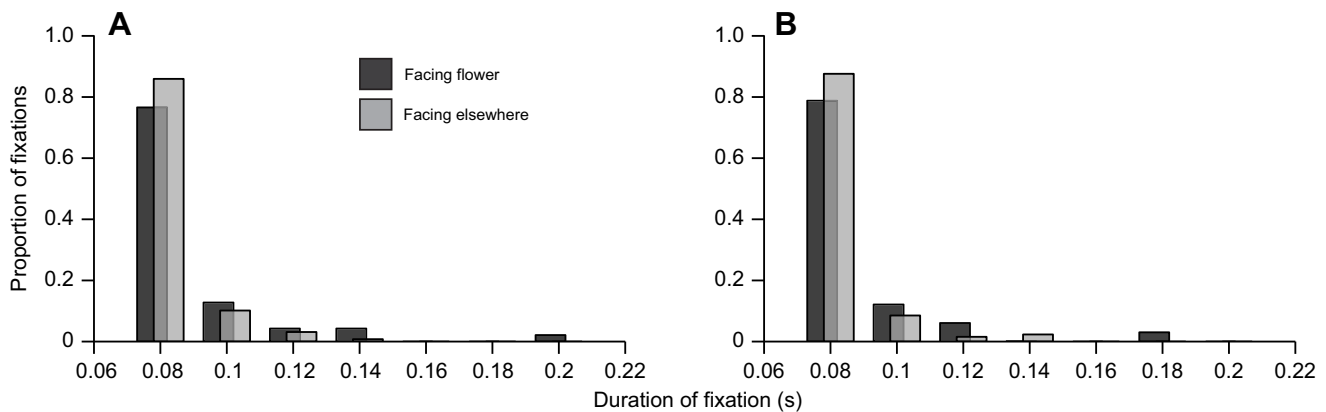 A
B
1.0
0.8
0.6
0.4
0.2
0
Proportion of fixations
Facing flower
Facing elsewhere
0.06 0.08 0.1 0.12 0.14 0.16 0.18 0.2 0.22
1.0
0.8
0.6
0.4
0.2
0
0.06 0.08 0.1 0.12 0.14 0.16 0.18 0.2 0.22
Duration of fixation (s)